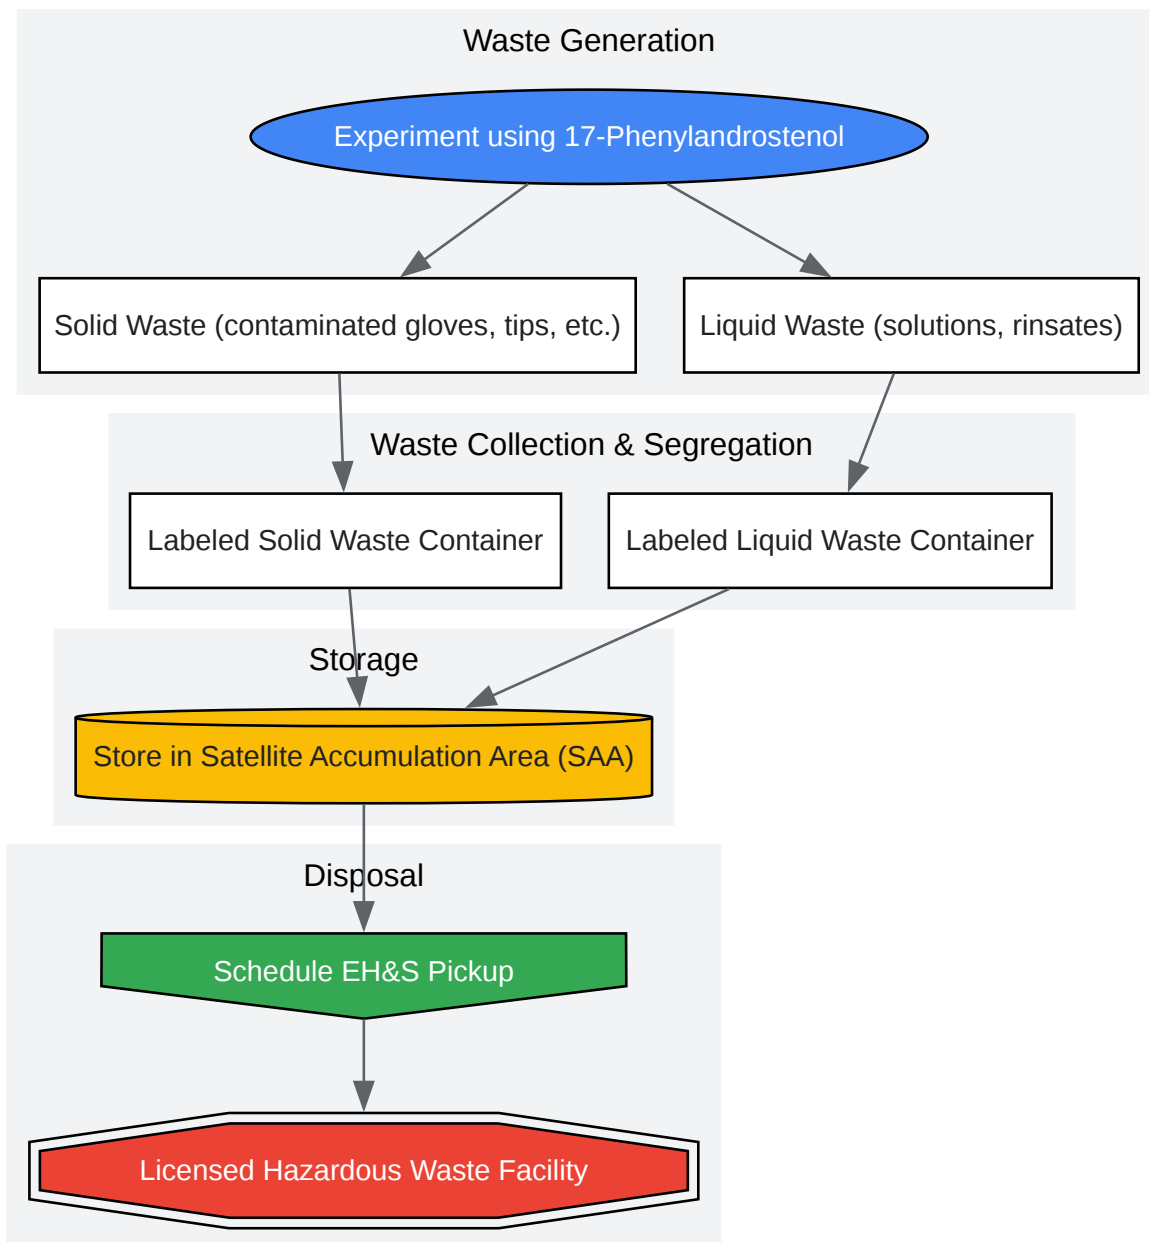 Waste Generation
Experiment using 17-Phenylandrostenol
Solid Waste (contaminated gloves, tips, etc.)
Liquid Waste (solutions, rinsates)
Waste Collection & Segregation
Labeled Solid Waste Container
Labeled Liquid Waste Container
Storage
Store in Satellite Accumulation Area (SAA)
Disposal
Schedule EH&S Pickup
Licensed Hazardous Waste Facility